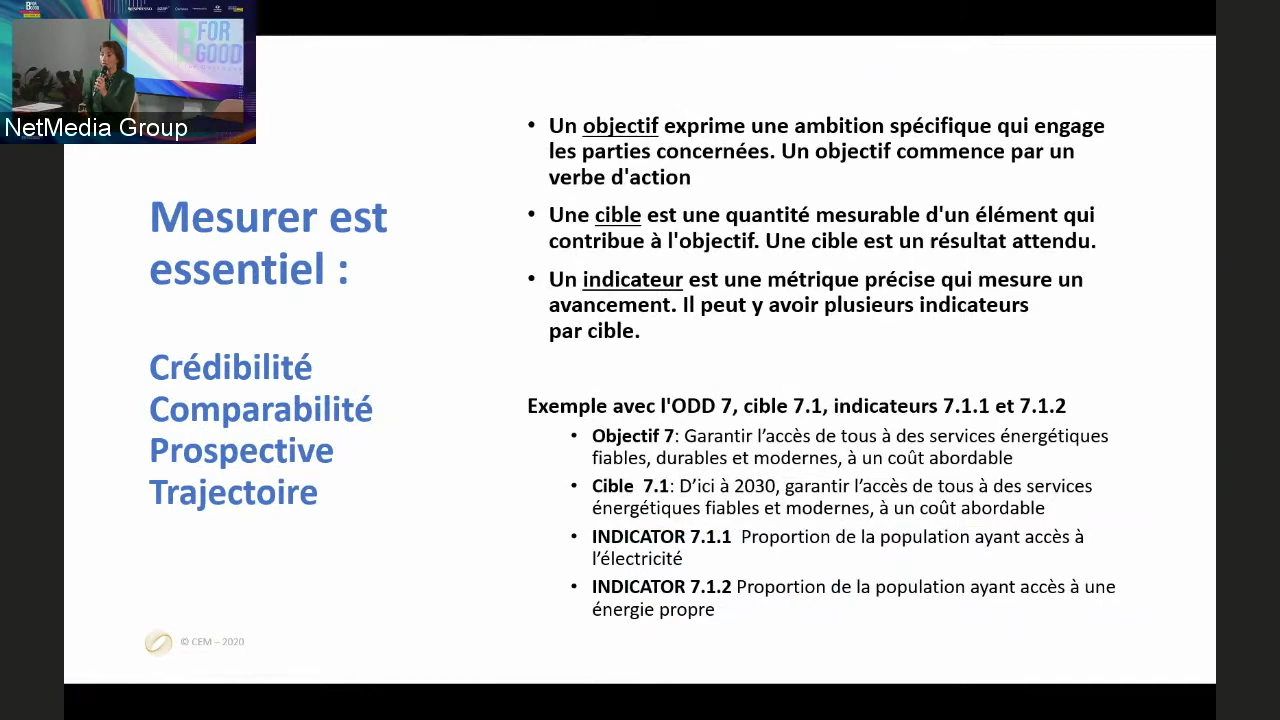 B
FOR
GOOD
nespresso
B FOR
GOOD
NetMedia Group
Mesurer est
essentiel :
Crédibilité
Comparabilité
Prospective
Trajectoire
• Un objectif exprime une ambition spécifique qui engage
les parties concernées. Un objectif commence par un
verbe d'action
• Une cible est une quantité mesurable d'un élément qui
contribue à l'objectif. Une cible est un résultat attendu.
• Un indicateur est une métrique précise qui mesure un
avancement. Il peut y avoir plusieurs indicateurs
par cible.
Exemple avec l'ODD 7, cible 7.1, indicateurs 7.1.1 et 7.1.2
• Objectif 7: Garantir l’accès de tous à des services énergétiques
fiables, durables et modernes, à un coût abordable
• Cible 7.1: D’ici à 2030, garantir l’accès de tous à des services
énergétiques fiables et modernes, à un coût abordable
• INDICATOR 7.1.1 Proportion de la population ayant accès à
l’électricité
• INDICATOR 7.1.2 Proportion de la population ayant accès à une
énergie propre
© CEM – 2020